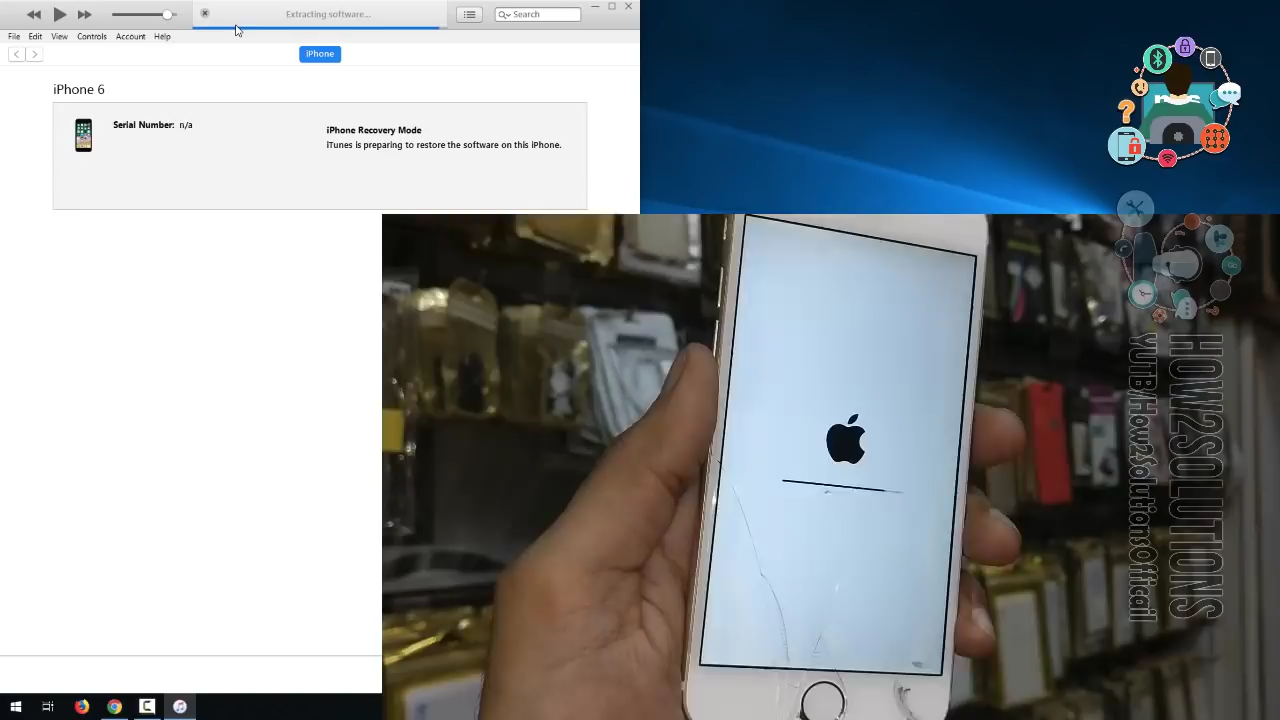 Extracting software...
Search
File Edit View Controls Account Help
iPhone
iPhone 6
Serial Number: n/a
iPhone Recovery Mode
iTunes is preparing to restore the software on this iPhone.
HOW2SOLUTIONS
YUTB/How2SolutionsOfficail